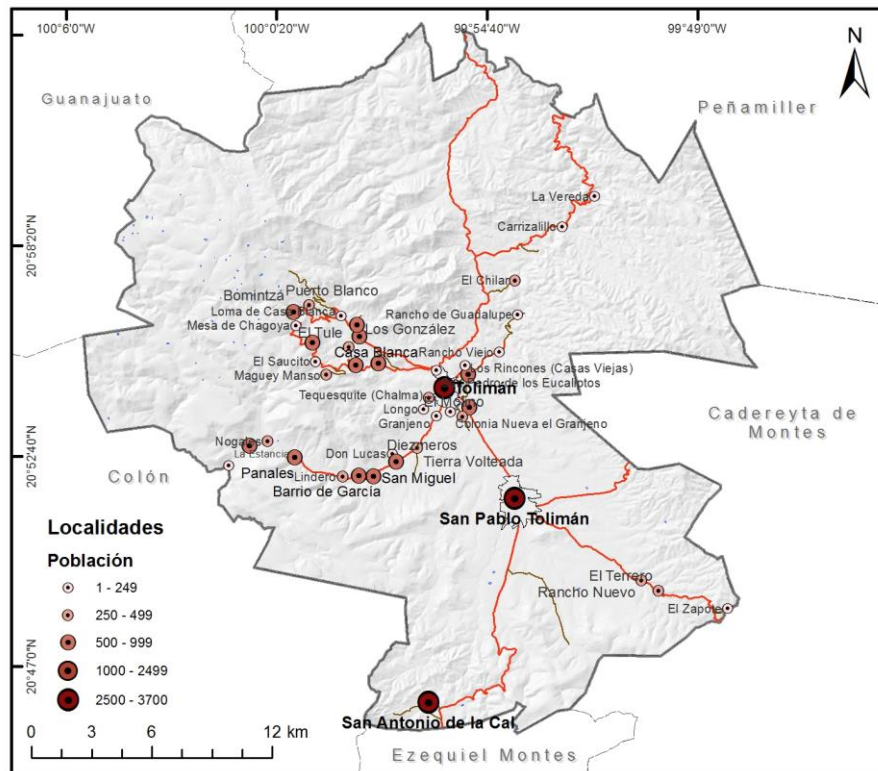 100°6'0"W
100°0'20"W
99°54'40"W
99°49'0"W
N
Guanajuato
Peñamiller
La Vereda
Carrizalillo
20°58'20"N
El Chilar
Puerto Blanco
Bomintzá
Loma de Casa Blanca
Rancho de Guadalupe
Mesa de Chagoya
El Tule
Los González
Casa Blanca
Rancho Viejo
El Saucito
Maguey Manso
Los Rincones (Casas Viejas)
Tolimán
de los Eucaliptos
Tequesquite (Chalma)
El Molino
Longo
Granjeno
Colonia Nueva el Granjeno
Cadereyta de
Montes
Nogales
La Estancia
Don Lucas
Diezmeros
Tierra Volteada
20°52'40"N
Colón
Panales
Lindero
San Miguel
Barrio de García
San Pablo Tolimán
Localidades
Población
1 - 249
250 - 499
500 - 999
1000 - 2499
2500 - 3700
El Terrero
Rancho Nuevo
El Zapote
20°47'0"N
San Antonio de la Cal
0 3 6 12 km
Ezequiel Montes